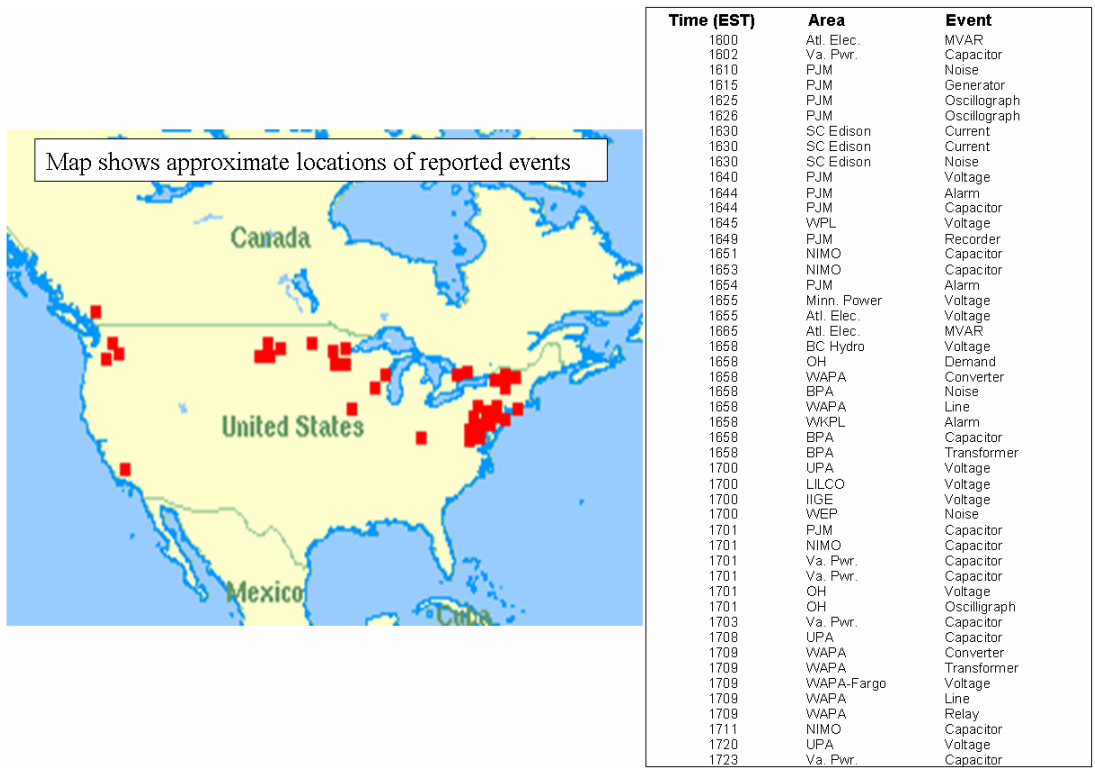 Map shows approximate locations of reported events
Canada
United States
Mexico
Cuba
Time (EST) Area Event
1600 Atl. Elec. MVAR
1602 Va. Pwr. Capacitor
1610 PJM Noise
1615 PJM Generator
1625 PJM Oscillograph
1626 PJM Oscillograph
1630 SC Edison Current
1630 SC Edison Current
1630 SC Edison Noise
1640 PJM Voltage
1644 PJM Alarm
1644 PJM Capacitor
1645 WPL Voltage
1649 PJM Recorder
1651 NIMO Capacitor
1653 NIMO Capacitor
1654 PJM Alarm
1655 Minn. Power Voltage
1655 Atl. Elec. Voltage
1665 Atl. Elec. MVAR
1658 BC Hydro Voltage
1658 OH Demand
1658 WAPA Converter
1658 BPA Noise
1658 WAPA Line
1658 WKPL Alarm
1658 BPA Capacitor
1658 BPA Transformer
1700 UPA Voltage
1700 LILCO Voltage
1700 IIGE Voltage
1700 WEP Noise
1701 PJM Capacitor
1701 NIMO Capacitor
1701 Va. Pwr. Capacitor
1701 Va. Pwr. Capacitor
1701 OH Voltage
1701 OH Oscilligraph
1703 Va. Pwr. Capacitor
1708 UPA Capacitor
1709 WAPA Converter
1709 WAPA Transformer
1709 WAPA-Fargo Voltage
1709 WAPA Line
1709 WAPA Relay
1711 NIMO Capacitor
1720 UPA Voltage
1723 Va. Pwr. Capacitor